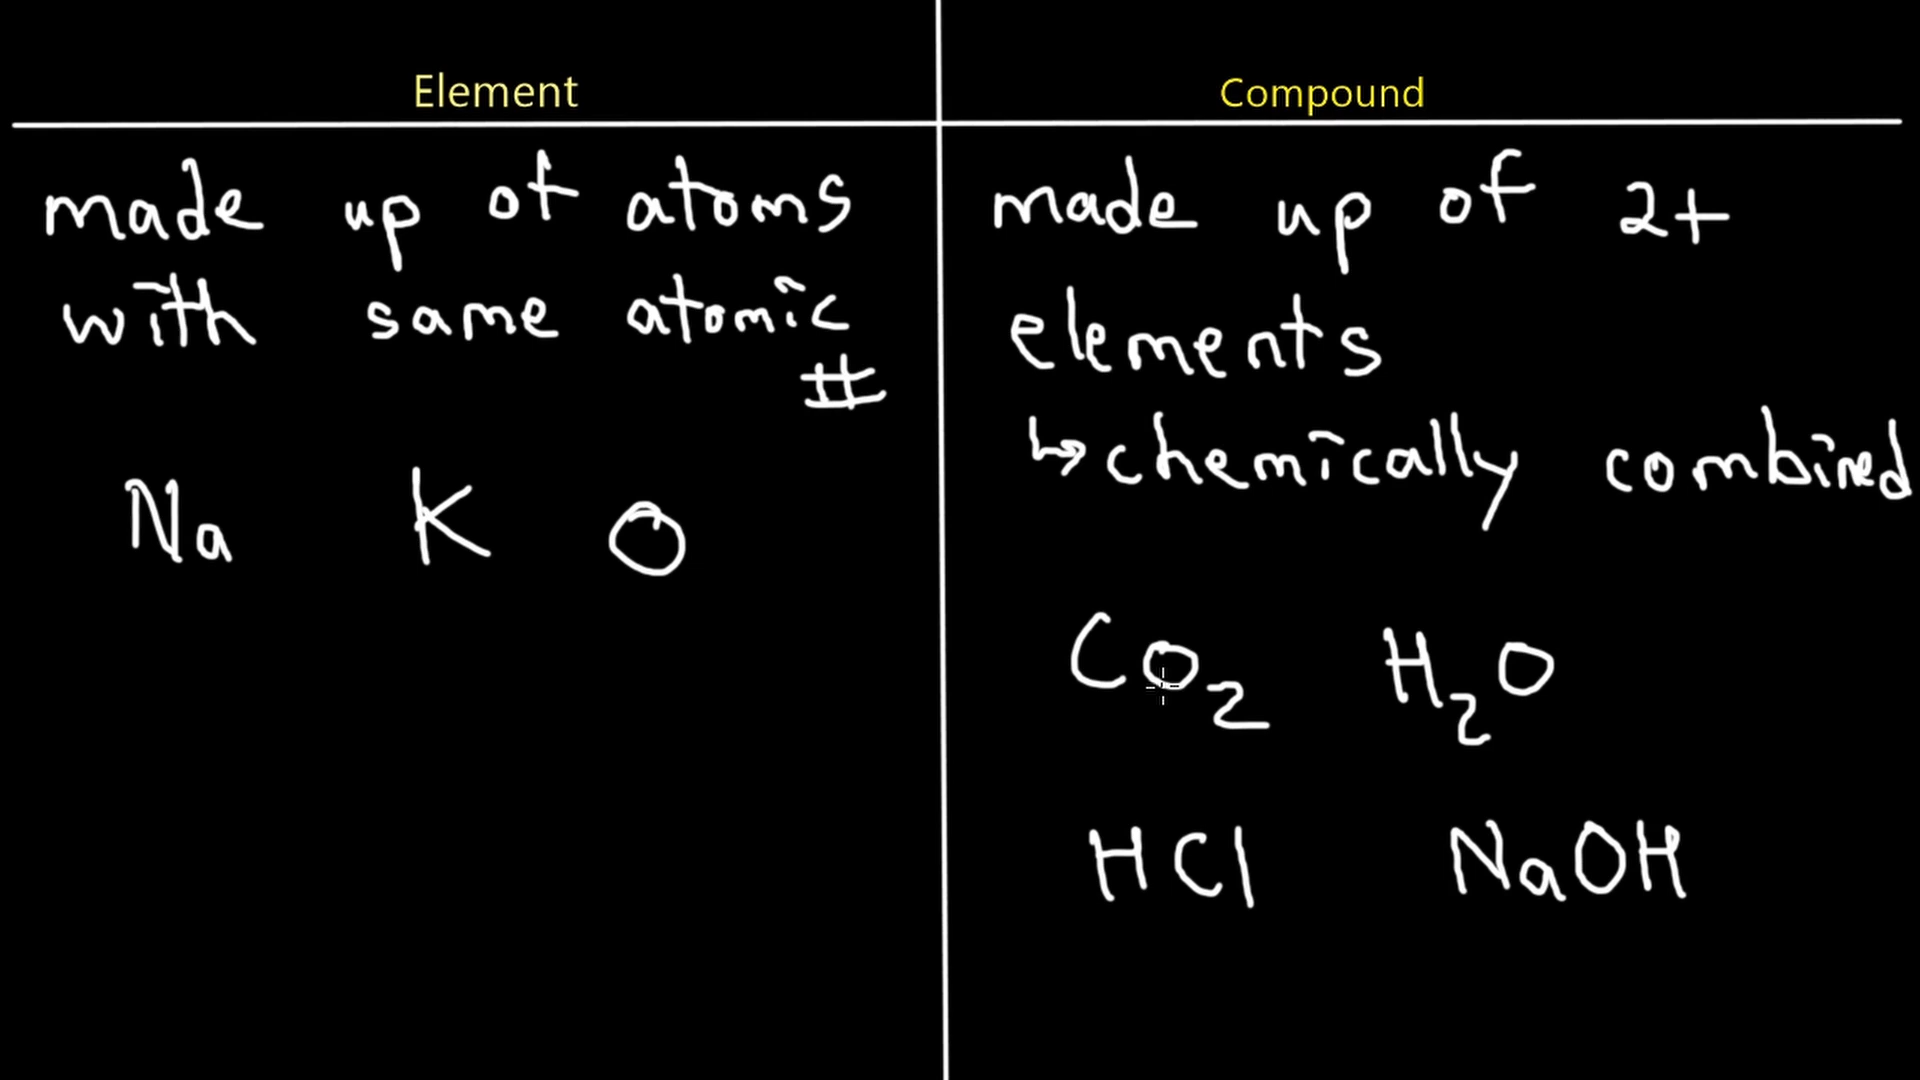 Element
made up of atoms
with same atomic
#
Na K O
Compound
made up of 2+
elements
↳ chemically combined
CO₂ H₂O
HCl NaOH